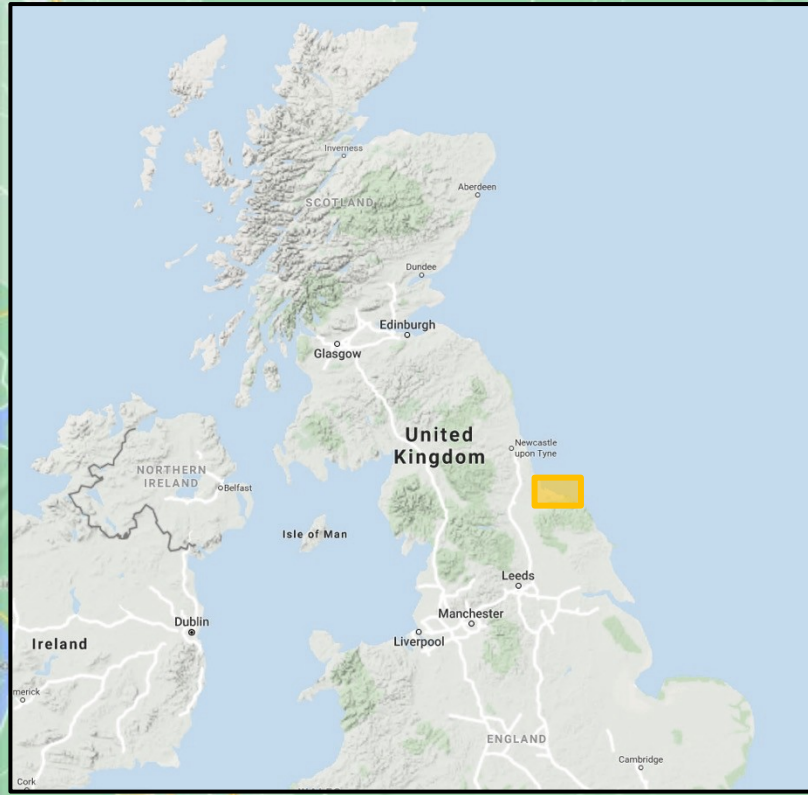 Inverness
Aberdeen
SCOTLAND
Dundee
Edinburgh
Glasgow
United
Kingdom
Newcastle
upon Tyne
NORTHERN
IRELAND
Belfast
Isle of Man
Leeds
Dublin
Manchester
Liverpool
Ireland
merick
ENGLAND
Cambridge
Cork